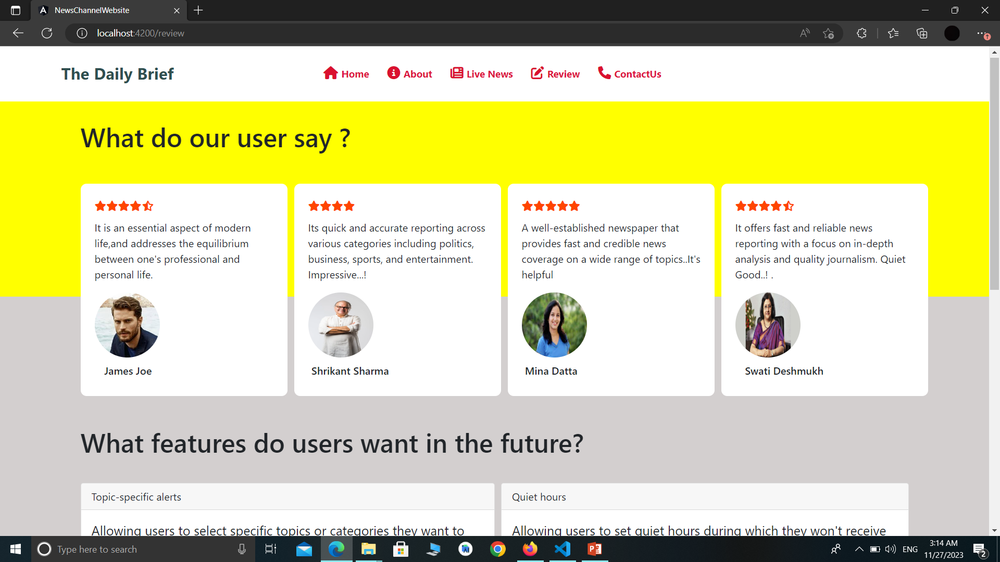 NewsChannelWebsite
localhost:4200/review
The Daily Brief
Home About Live News Review ContactUs
What do our user say ?
It is an essential aspect of modern
life,and addresses the equilibrium
between one's professional and
personal life.
James Joe
Its quick and accurate reporting across
various categories including politics,
business, sports, and entertainment.
Impressive...!
Shrikant Sharma
A well-established newspaper that
provides fast and credible news
coverage on a wide range of topics..It's
helpful
Mina Datta
It offers fast and reliable news
reporting with a focus on in-depth
analysis and quality journalism. Quiet
Good..! .
Swati Deshmukh
What features do users want in the future?
Topic-specific alerts
Allowing users to select specific topics or categories they want to
Quiet hours
Allowing users to set quiet hours during which they won't receive
Type here to search
ENG
3:14 AM
11/27/2023
2